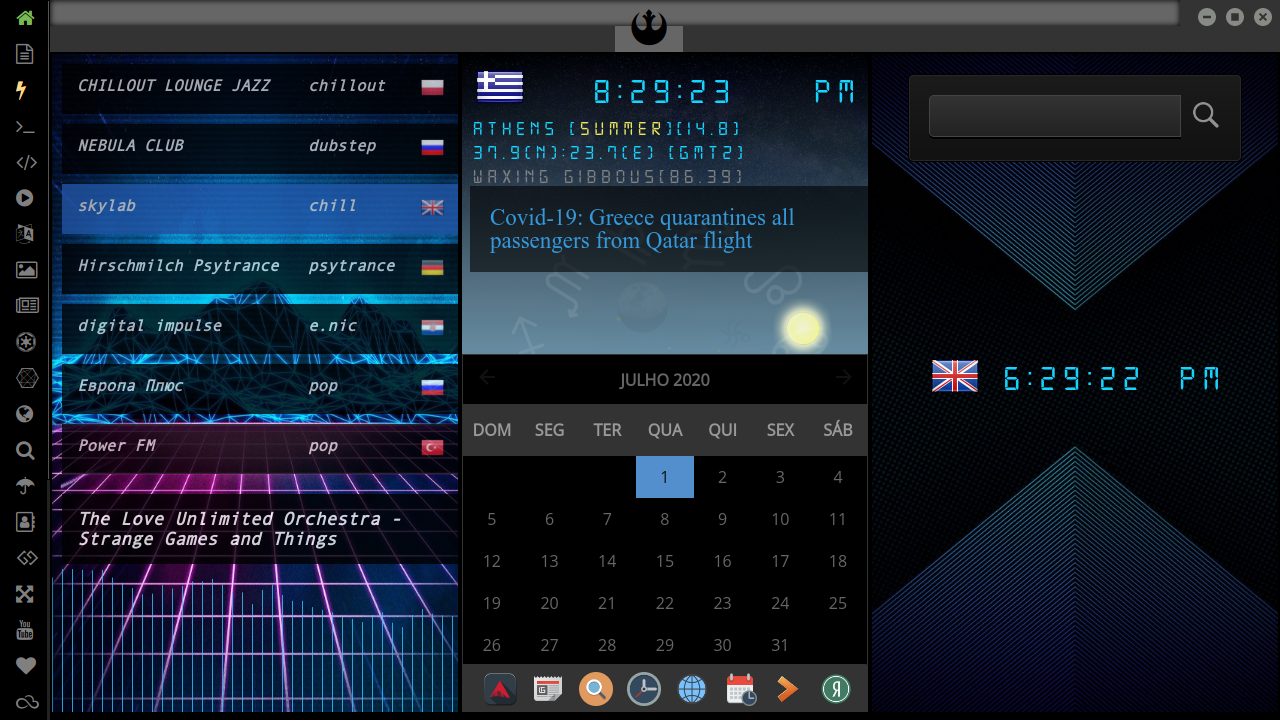 CHILLOUT LOUNGE JAZZ chillout
NEBULA CLUB dubstep
skylab chill
Hirschmilch Psytrance psytrance
digital impulse e.nic
Европа Плюс pop
Power FM pop
The Love Unlimited Orchestra -
Strange Games and Things
8:29:23 PM
ATHENS [SUMMER][14.8]
37.9(N):23.7(E) [GMT2]
WAXING GIBBOUS[86.39]
Covid-19: Greece quarantines all
passengers from Qatar flight
JULHO 2020
DOM SEG TER QUA QUI SEX SÁB
1 2 3 4
5 6 7 8 9 10 11
12 13 14 15 16 17 18
19 20 21 22 23 24 25
26 27 28 29 30 31
6:29:22 PM
You
Tube
Я